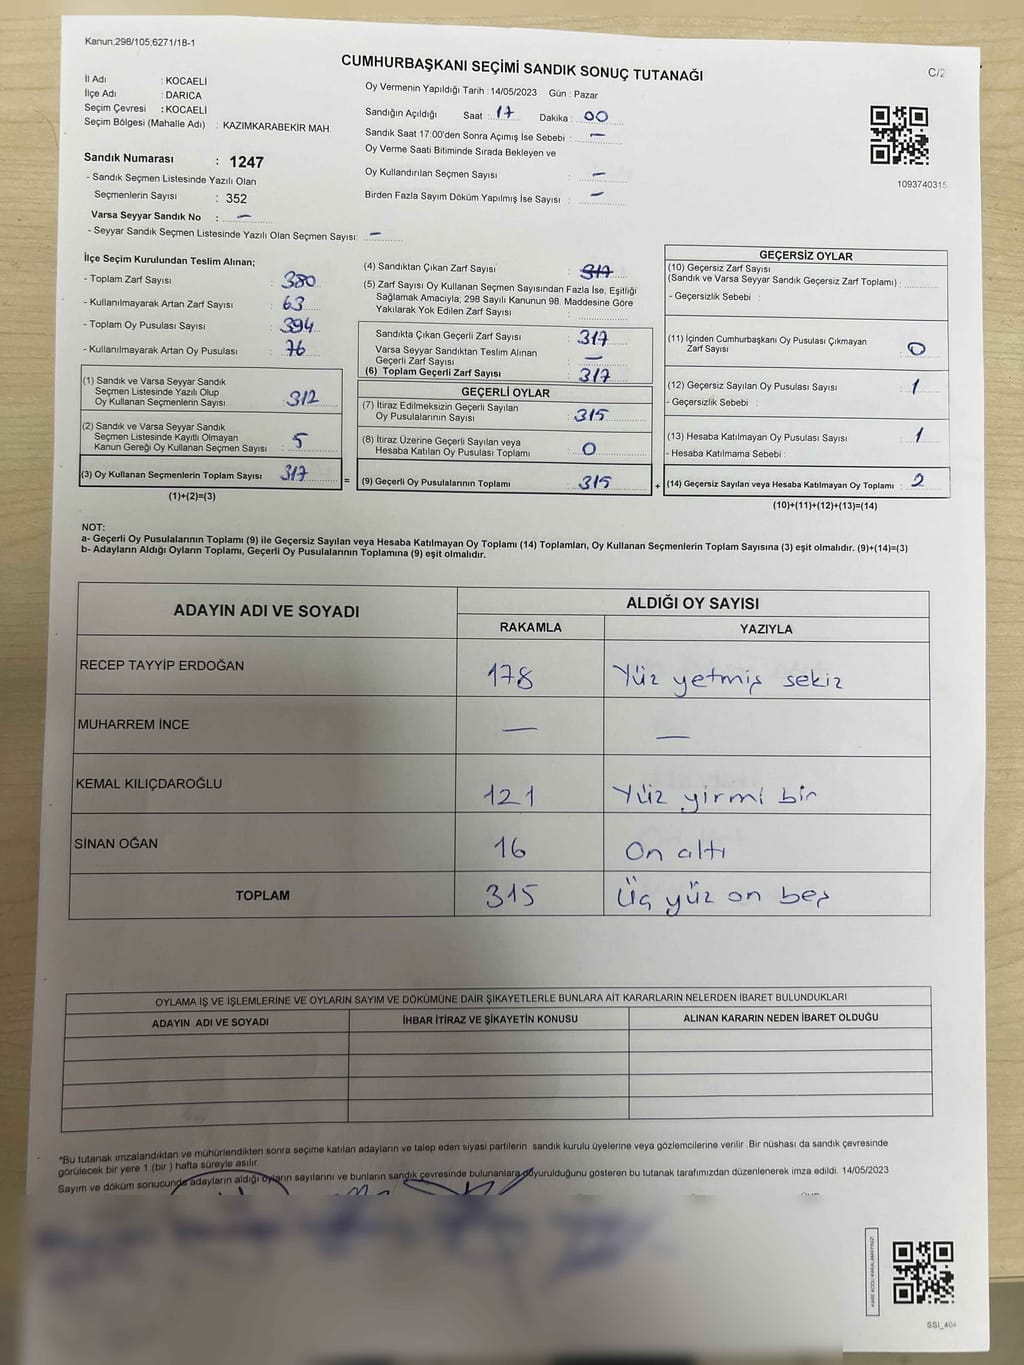 Kanun;298/105;6271/1B-1
C/2
CUMHURBAŞKANI SEÇİMİ SANDIK SONUÇ TUTANAĞI
İl Adı : KOCAELİ
İlçe Adı : DARICA
Seçim Çevresi : KOCAELİ
Seçim Bölgesi (Mahalle Adı) : KAZIMKARABEKİR MAH.
Sandık Numarası : 1247
- Sandık Seçmen Listesinde Yazılı Olan
Seçmenlerin Sayısı : 352
Varsa Seyyar Sandık No : —
- Seyyar Sandık Seçmen Listesinde Yazılı Olan Seçmen Sayısı: —
Oy Vermenin Yapıldığı Tarih : 14/05/2023 Gün : Pazar
Sandığın Açıldığı Saat : 17 Dakika : 00
Sandık Saat 17:00'den Sonra Açımış İse Sebebi : —
Oy Verme Saati Bitiminde Sırada Bekleyen ve
Oy Kullandırılan Seçmen Sayısı : —
Birden Fazla Sayım Döküm Yapılmış İse Sayısı : —
1093740315
İlçe Seçim Kurulundan Teslim Alınan;
- Toplam Zarf Sayısı : 380
- Kullanılmayarak Artan Zarf Sayısı : 63
- Toplam Oy Pusulası Sayısı : 394
- Kullanılmayarak Artan Oy Pusulası : 76
(1) Sandık ve Varsa Seyyar Sandık
Seçmen Listesinde Yazılı Olup
Oy Kullanan Seçmenlerin Sayısı : 312
(2) Sandık ve Varsa Seyyar Sandık
Seçmen Listesinde Kayıtlı Olmayan
Kanun Gereği Oy Kullanan Seçmen Sayısı : 5
(3) Oy Kullanan Seçmenlerin Toplam Sayısı : 317
(1)+(2)=(3)
=
(4) Sandıktan Çıkan Zarf Sayısı : 317
(5) Zarf Sayısı Oy Kullanan Seçmen Sayısından Fazla İse, Eşitliği
Sağlamak Amacıyla; 298 Sayılı Kanunun 98. Maddesine Göre
Yakılarak Yok Edilen Zarf Sayısı :
Sandıkta Çıkan Geçerli Zarf Sayısı : 317
Varsa Seyyar Sandıktan Teslim Alınan
Geçerli Zarf Sayısı : —
(6) Toplam Geçerli Zarf Sayısı : 317
GEÇERLİ OYLAR
(7) İtiraz Edilmeksizin Geçerli Sayılan
Oy Pusulalarının Sayısı : 315
(8) İtiraz Üzerine Geçerli Sayılan veya
Hesaba Katılan Oy Pusulası Toplamı : 0
(9) Geçerli Oy Pusulalarının Toplamı : 315
+
GEÇERSİZ OYLAR
(10) Geçersiz Zarf Sayısı
(Sandık ve Varsa Seyyar Sandık Geçersiz Zarf Toplamı) :
- Geçersizlik Sebebi :
(11) İçinden Cumhurbaşkanı Oy Pusulası Çıkmayan
Zarf Sayısı : 0
(12) Geçersiz Sayılan Oy Pusulası Sayısı : 1
- Geçersizlik Sebebi :
(13) Hesaba Katılmayan Oy Pusulası Sayısı : 1
- Hesaba Katılmama Sebebi :
(14) Geçersiz Sayılan veya Hesaba Katılmayan Oy Toplamı : 2
(10)+(11)+(12)+(13)=(14)
NOT:
a- Geçerli Oy Pusulalarının Toplamı (9) ile Geçersiz Sayılan veya Hesaba Katılmayan Oy Toplamı (14) Toplamları, Oy Kullanan Seçmenlerin Toplam Sayısına (3) eşit olmalıdır. (9)+(14)=(3)
b- Adayların Aldığı Oyların Toplamı, Geçerli Oy Pusulalarının Toplamına (9) eşit olmalıdır.
ADAYIN ADI VE SOYADI ALDIĞI OY SAYISI
RAKAMLA YAZIYLA
RECEP TAYYİP ERDOĞAN 178 Yüz yetmiş sekiz
MUHARREM İNCE — —
KEMAL KILIÇDAROĞLU 121 Yüz yirmi bir
SİNAN OĞAN 16 On altı
TOPLAM 315 Üç yüz on beş
OYLAMA İŞ VE İŞLEMLERİNE VE OYLARIN SAYIM VE DÖKÜMÜNE DAİR ŞİKAYETLERLE BUNLARA AİT KARARLARIN NELERDEN İBARET BULUNDUKLARI
ADAYIN ADI VE SOYADI İHBAR İTİRAZ VE ŞİKAYETİN KONUSU ALINAN KARARIN NEDEN İBARET OLDUĞU
*Bu tutanak imzalandıktan ve mühürlendikten sonra seçime katılan adayların ve talep eden siyasi partilerin sandık kurulu üyelerine veya gözlemcilerine verilir .Bir nüshası da sandık çevresinde
görülecek bir yere 1 (bir ) hafta süreyle asılır.
Sayım ve döküm sonucunda adayların aldığı oyların sayılarını ve bunların sandık çevresinde bulunanlara duyurulduğunu gösteren bu tutanak tarafımızdan düzenlenerek imza edildi. 14/05/2023
KARE KODU KARALAMAYINIZ!
SSI_404